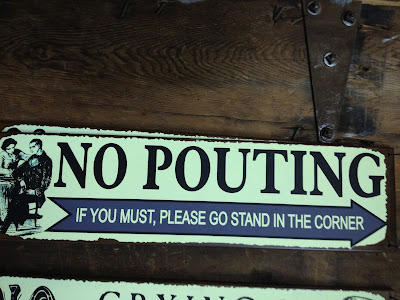 NO POUTING
IF YOU MUST, PLEASE GO STAND IN THE CORNER